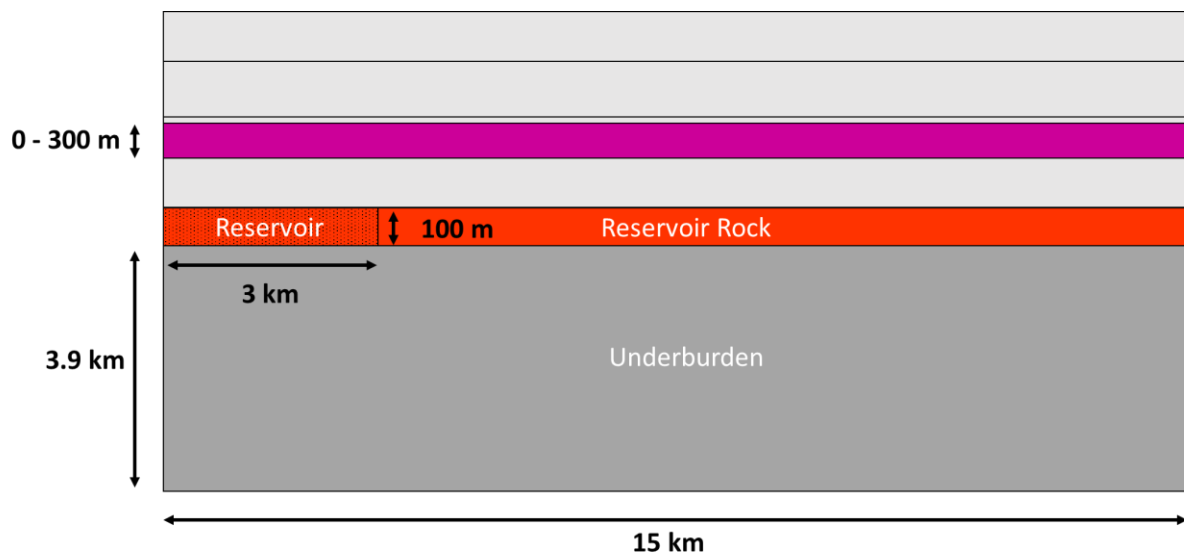 0 - 300 m
Reservoir
100 m
Reservoir Rock
3 km
3.9 km
Underburden
15 km